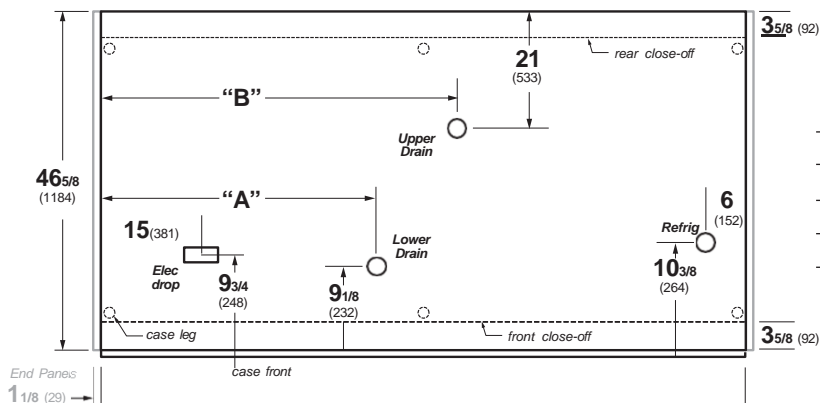 3 5/8 (92)
rear close-off
21
(533)
“B”
Upper
Drain
46 5/8
(1184)
“A”
6
(152)
15(381)
Lower
Drain
Refrig
Elec
drop
9 3/4
(248)
9 1/8
(232)
10 3/8
(264)
case leg
front close-off
3 5/8 (92)
case front
End Panels
1 1/8 (29)